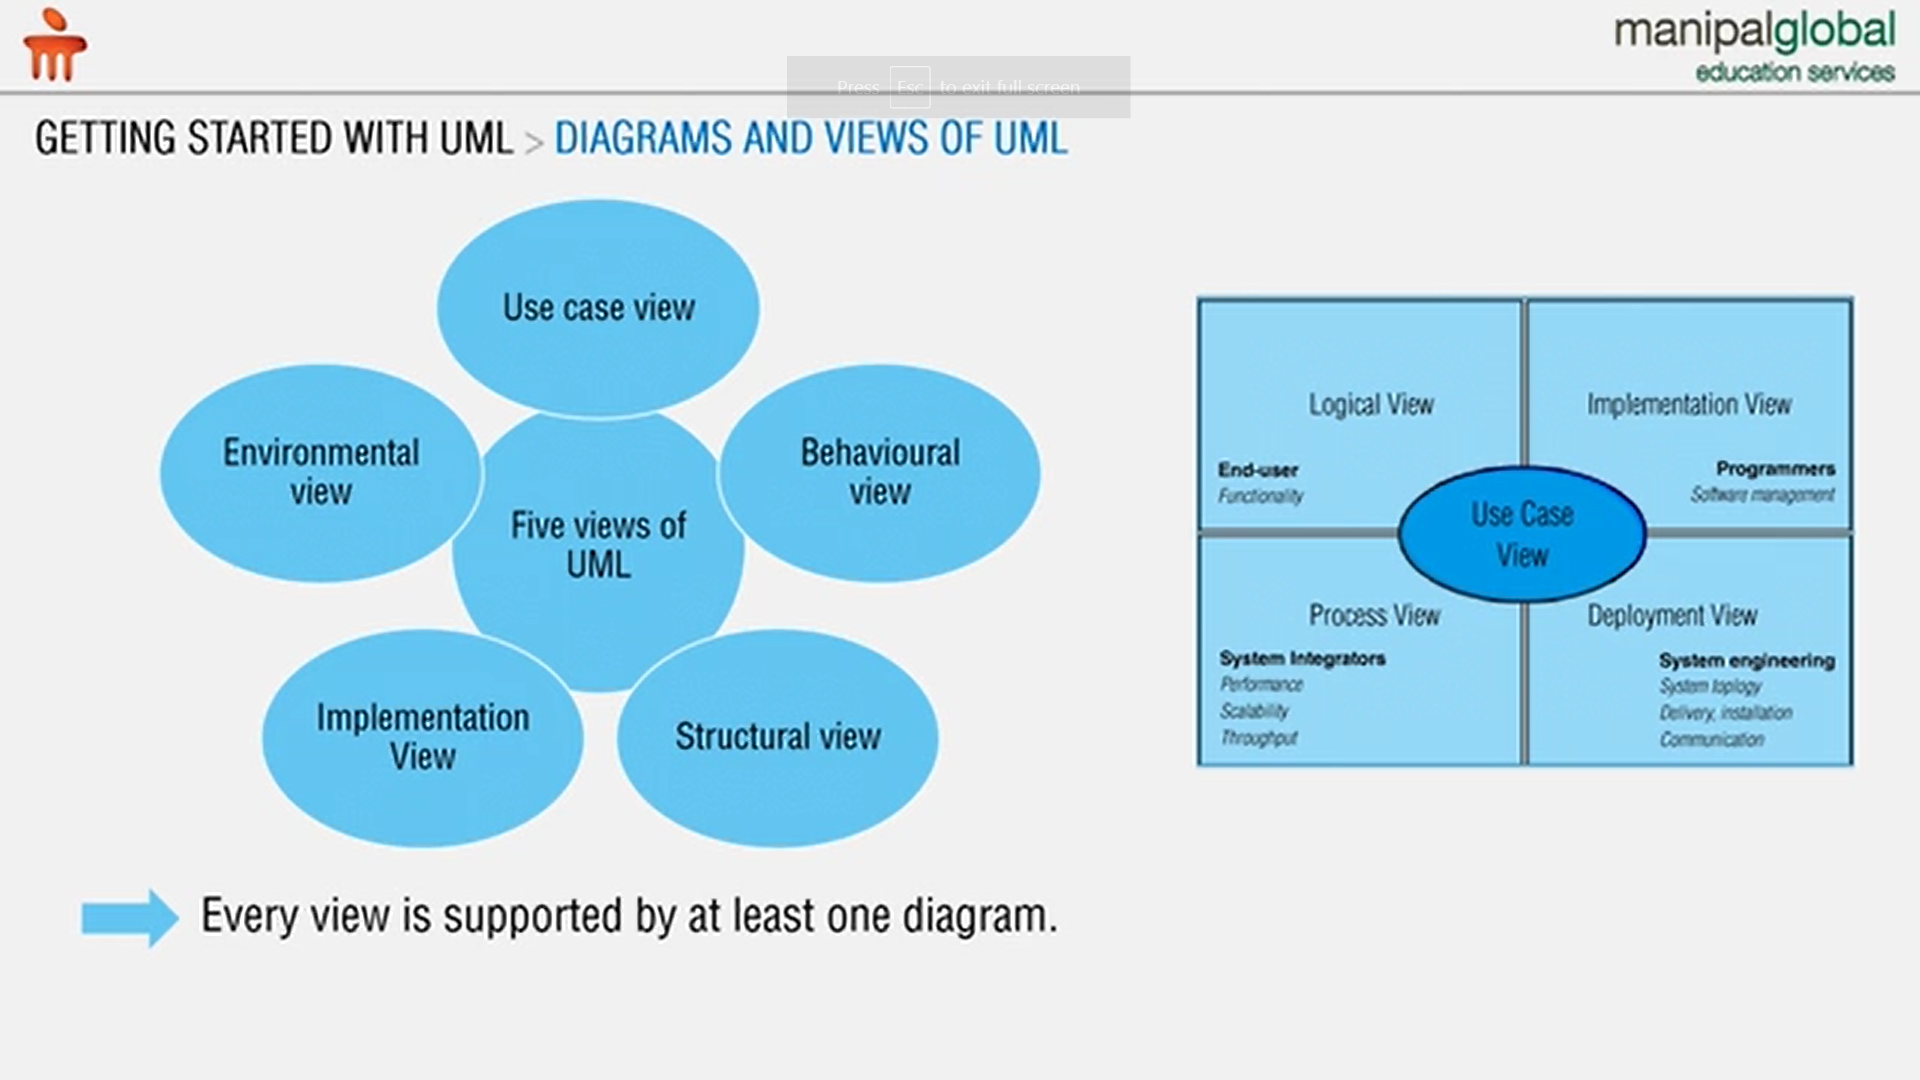 manipalglobal
education services
Press Esc to exit full screen
GETTING STARTED WITH UML > DIAGRAMS AND VIEWS OF UML
Use case view
Environmental
view
Behavioural
view
Five views of
UML
Implementation
View
Structural view
Logical View
End-user
Functionality
Implementation View
Programmers
Software management
Use Case
View
Process View
System Integrators
Performance
Scalability
Throughput
Deployment View
System engineering
System toplogy
Delivery, installation
Communication
Every view is supported by at least one diagram.